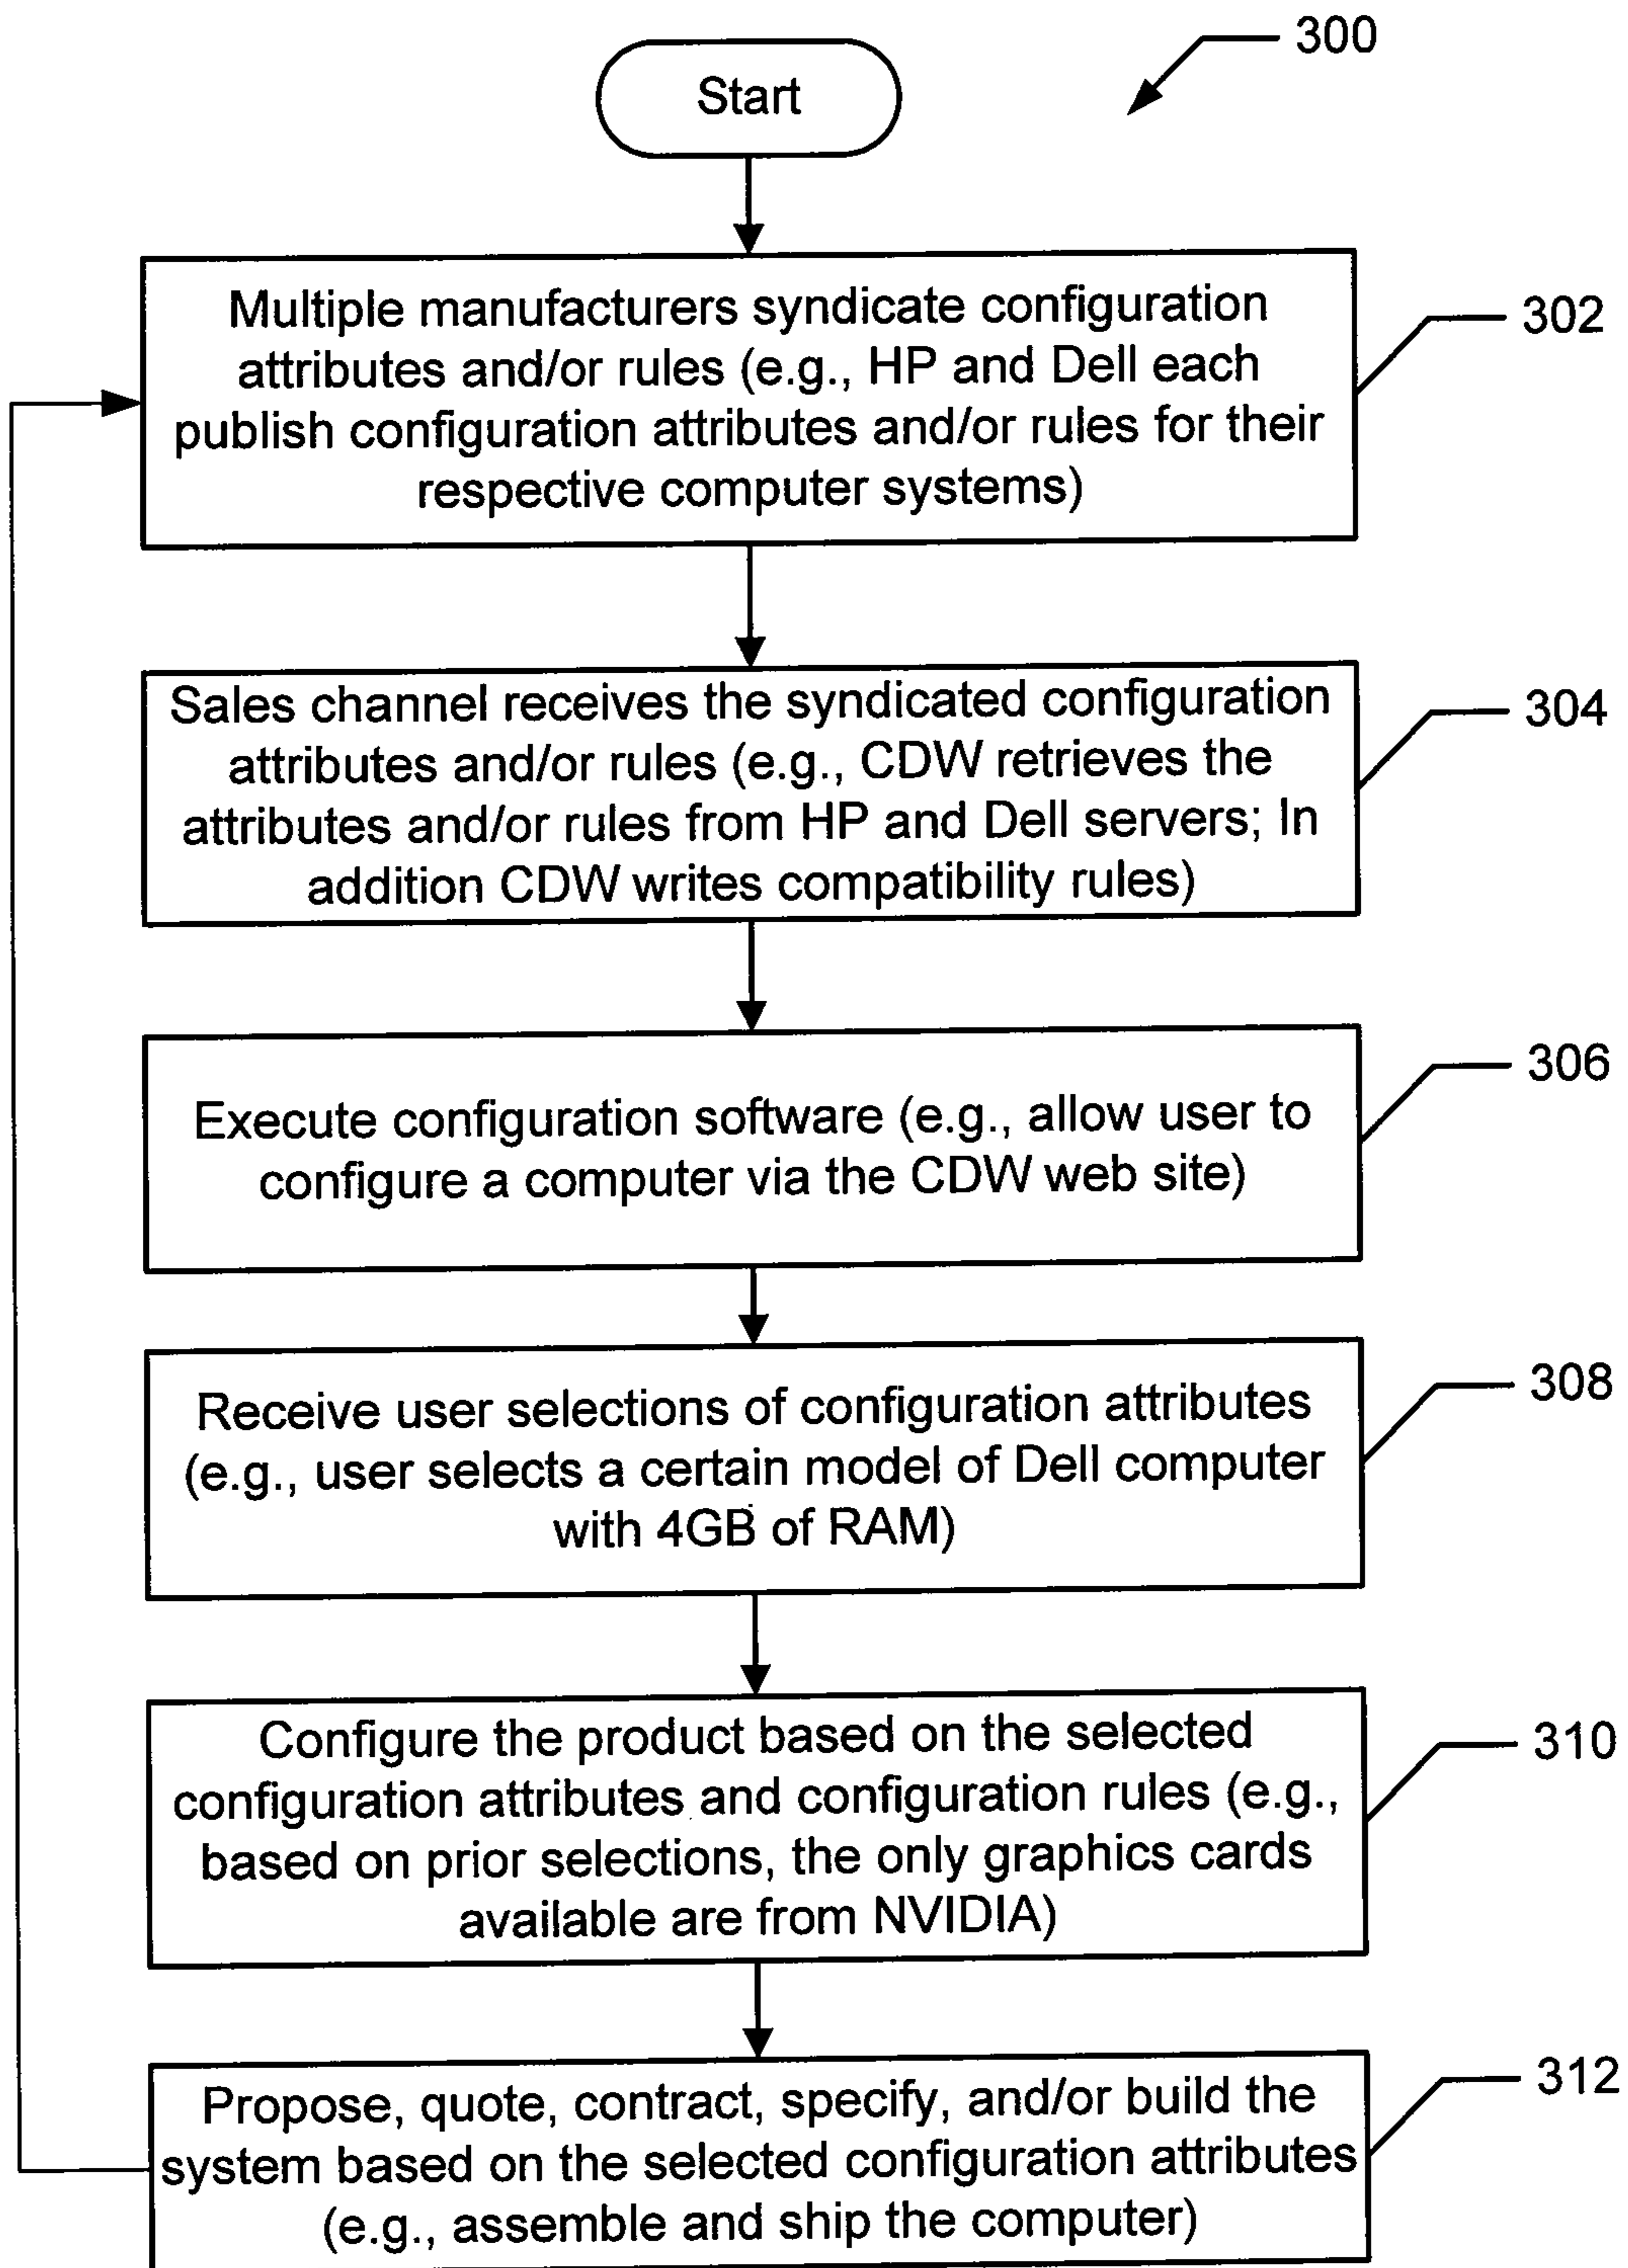 300
Start
Multiple manufacturers syndicate configuration
attributes and/or rules (e.g., HP and Dell each
publish configuration attributes and/or rules for their
respective computer systems)
302
Sales channel receives the syndicated configuration
attributes and/or rules (e.g., CDW retrieves the
attributes and/or rules from HP and Dell servers; In
addition CDW writes compatibility rules)
304
Execute configuration software (e.g., allow user to
configure a computer via the CDW web site)
306
Receive user selections of configuration attributes
(e.g., user selects a certain model of Dell computer
with 4GB of RAM)
308
Configure the product based on the selected
configuration attributes and configuration rules (e.g.,
based on prior selections, the only graphics cards
available are from NVIDIA)
310
Propose, quote, contract, specify, and/or build the
system based on the selected configuration attributes
(e.g., assemble and ship the computer)
312